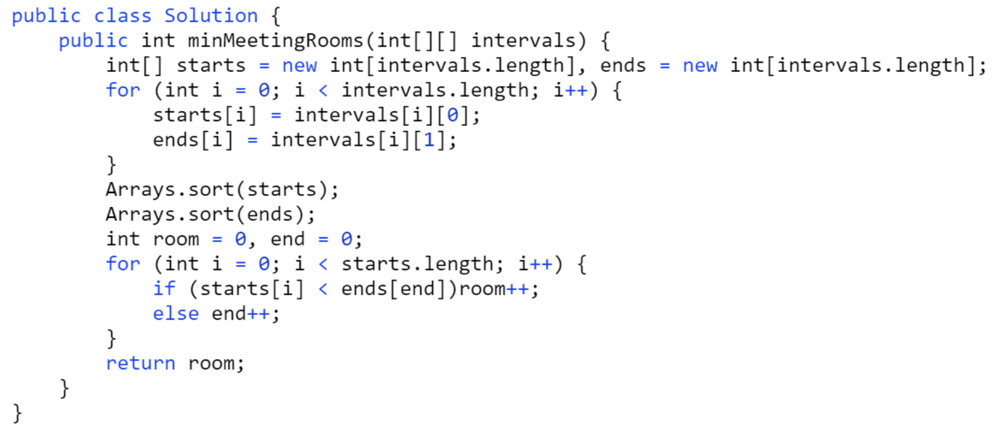 public class Solution {
    public int minMeetingRooms(int[][] intervals) {
        int[] starts = new int[intervals.length], ends = new int[intervals.length];
        for (int i = 0; i < intervals.length; i++) {
            starts[i] = intervals[i][0];
            ends[i] = intervals[i][1];
        }
        Arrays.sort(starts);
        Arrays.sort(ends);
        int room = 0, end = 0;
        for (int i = 0; i < starts.length; i++) {
            if (starts[i] < ends[end])room++;
            else end++;
        }
        return room;
    }
}